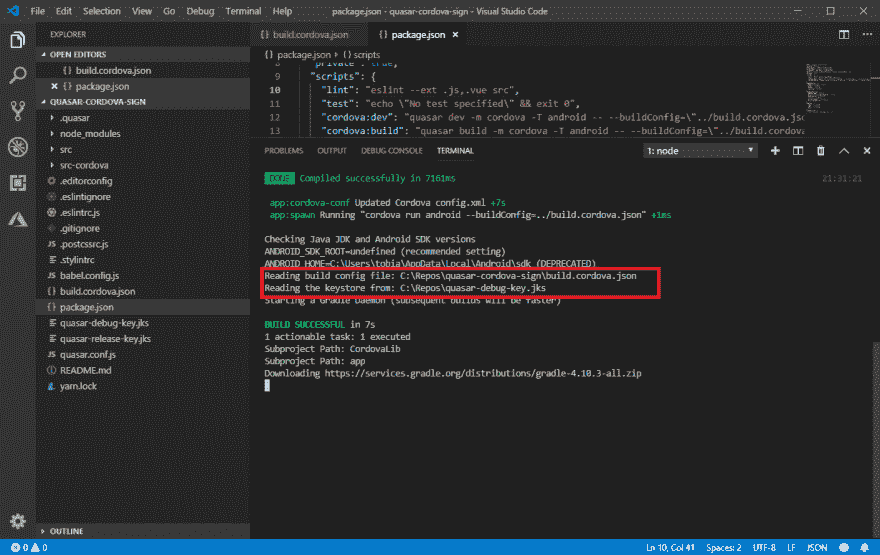 File Edit Selection View Go Debug Terminal Help package.json - quasar-cordova-sign - Visual Studio Code
EXPLORER
OPEN EDITORS
{} build.cordova.json
× {} package.json
QUASAR-CORDOVA-SIGN
.quasar
node_modules
src
src-cordova
.editorconfig
.eslintignore
.eslintrc.js
.gitignore
JS .postcssrc.js
.stylintrc
JS babel.config.js
{} build.cordova.json
{} package.json
quasar-debug-key.jks
quasar-release-key.jks
JS quasar.conf.js
README.md
yarn.lock
OUTLINE
{} build.cordova.json {} package.json ×
{} package.json › {} scripts
8 "private": true,
9 "scripts": {
10 "lint": "eslint --ext .js,.vue src",
11 "test": "echo \"No test specified\" && exit 0",
12 "cordova:dev": "quasar dev -m cordova -T android -- --buildConfig=\"../build.cordova.jso
13 "cordova:build": "quasar build -m cordova -T android -- --buildConfig=\"../build.cordova
PROBLEMS OUTPUT DEBUG CONSOLE TERMINAL 1: node
DONE Compiled successfully in 7161ms 21:31:21
app:cordova-conf Updated Cordova config.xml +7s
app:spawn Running "cordova run android --buildConfig=../build.cordova.json" +1ms
Checking Java JDK and Android SDK versions
ANDROID_SDK_ROOT=undefined (recommended setting)
ANDROID_HOME=C:\Users\tobia\AppData\Local\Android\sdk (DEPRECATED)
Reading build config file: C:\Repos\quasar-cordova-sign\build.cordova.json
Reading the keystore from: C:\Repos\quasar-debug-key.jks
Starting a Gradle Daemon (subsequent builds will be faster)
BUILD SUCCESSFUL in 7s
1 actionable task: 1 executed
Subproject Path: CordovaLib
Subproject Path: app
Downloading https://services.gradle.org/distributions/gradle-4.10.3-all.zip
0 0 Ln 10, Col 41 Spaces: 2 UTF-8 LF JSON